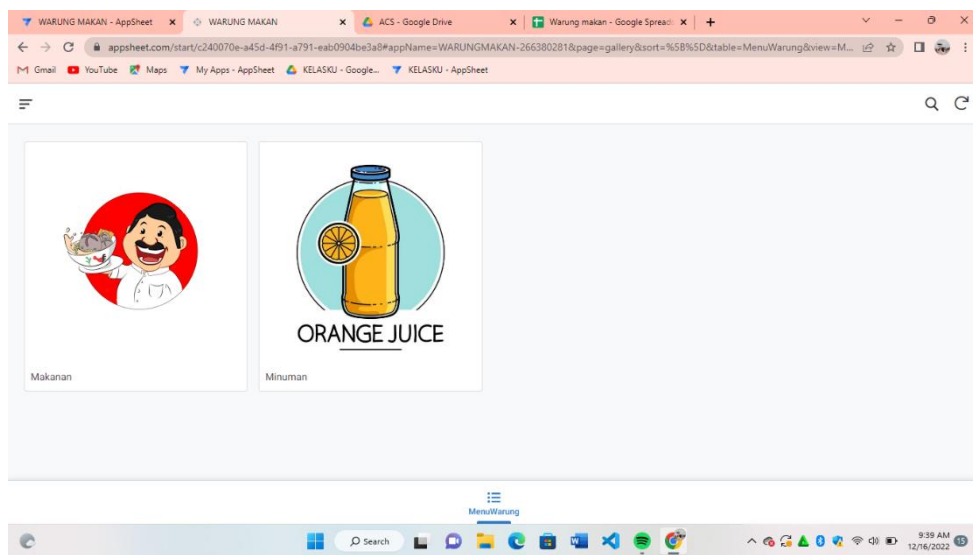 WARUNG MAKAN - AppSheet
WARUNG MAKAN
ACS - Google Drive
Warung makan - Google Spreads
appsheet.com/start/c240070e-a45d-4f91-a791-eab0904be3a8#appName=WARUNGMAKAN-266380281&page=gallery&sort=%5B%5D&table=MenuWarung&view=M...
Gmail
YouTube
Maps
My Apps - AppSheet
KELASKU - Google...
KELASKU - AppSheet
ORANGE JUICE
Makanan
Minuman
MenuWarung
Search
9:39 AM
12/16/2022
15